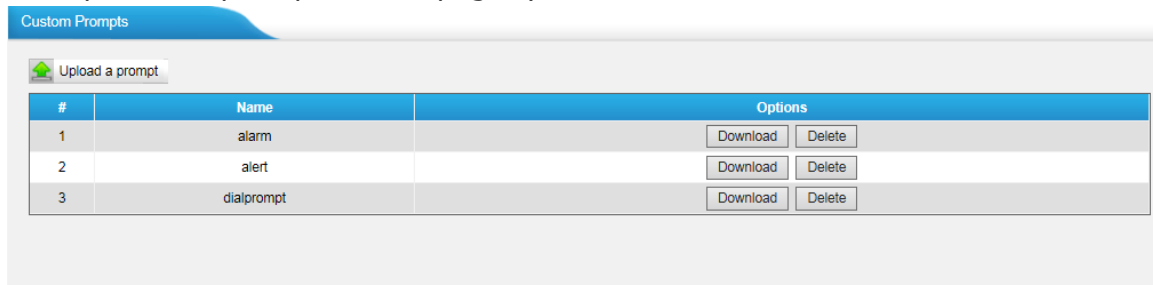 Custom Prompts
Upload a prompt
# Name Options
1 alarm Download Delete
2 alert Download Delete
3 dialprompt Download Delete